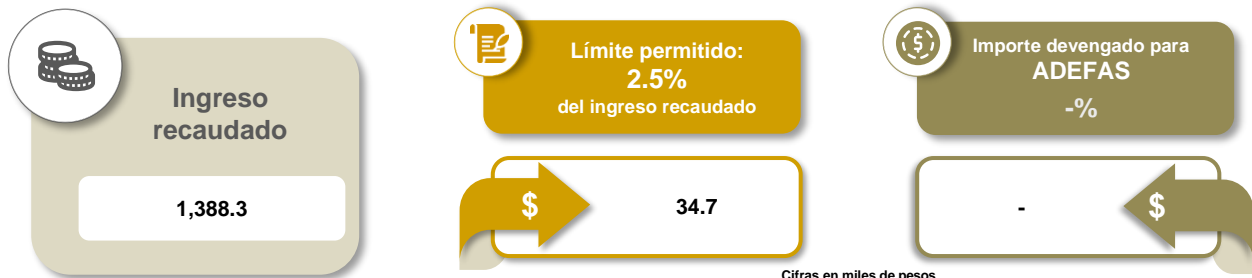 Ingreso
recaudado
1,388.3
Límite permitido:
2.5%
del ingreso recaudado
$
34.7
Importe devengado para
ADEFAS
-%
-
$
Cifras en miles de pesos